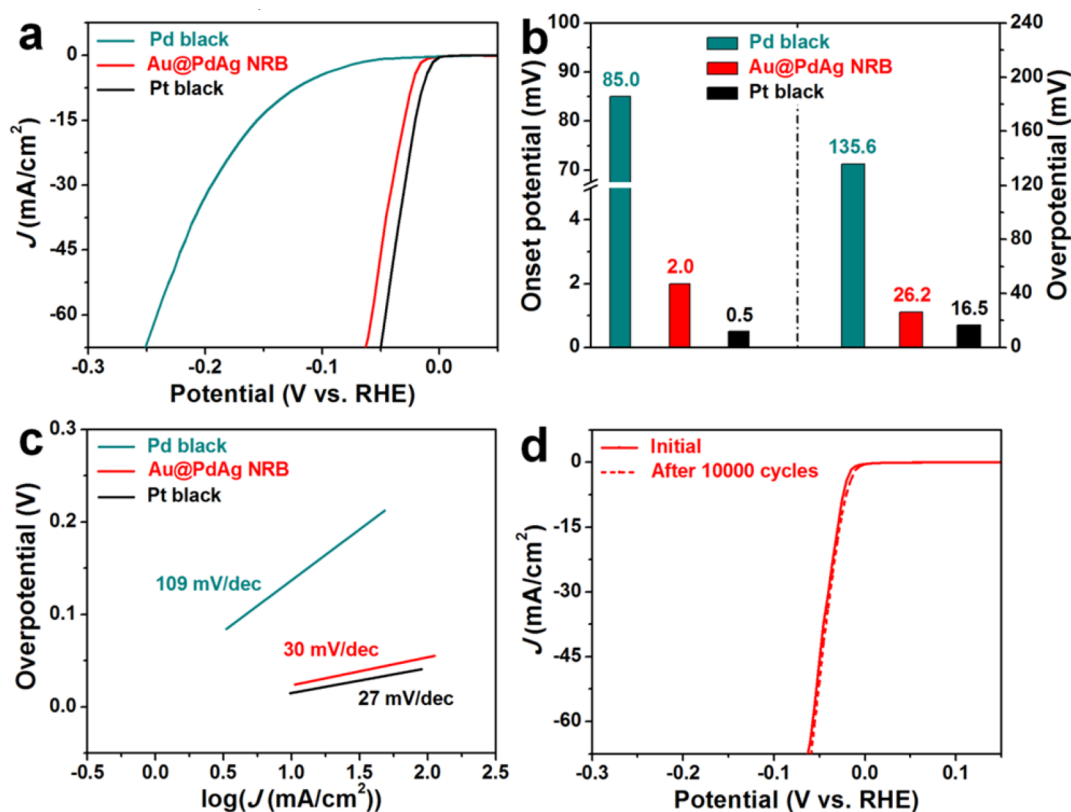 a
Pd black
Au@PdAg NRB
Pt black
J (mA/cm²)
0
-15
-30
-45
-60
-0.3
-0.2
-0.1
0.0
Potential (V vs. RHE)
b
Pd black
Au@PdAg NRB
Pt black
Onset potential (mV)
100
90
80
70
4
2
0
85.0
2.0
0.5
135.6
26.2
16.5
240
200
160
120
80
40
0
Overpotential (mV)
c
Pd black
Au@PdAg NRB
Pt black
Overpotential (V)
0.3
0.2
0.1
0.0
109 mV/dec
30 mV/dec
27 mV/dec
-0.5
0.0
0.5
1.0
1.5
2.0
2.5
log(J (mA/cm²))
d
Initial
After 10000 cycles
J (mA/cm²)
0
-15
-30
-45
-60
-0.3
-0.2
-0.1
0.0
0.1
Potential (V vs. RHE)